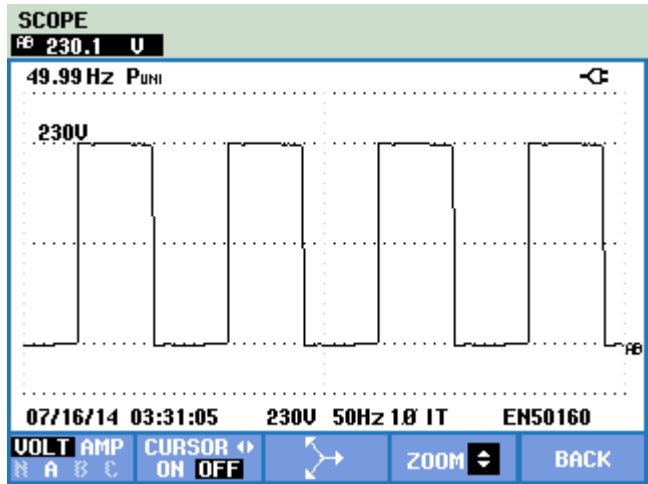 SCOPE
AB 230.1 V
49.99 Hz PUNI
230V
AB
07/16/14 03:31:05 230V 50Hz 1.Ø IT EN50160
VOLT AMP CURSOR ZOOM BACK
N A B C ON OFF